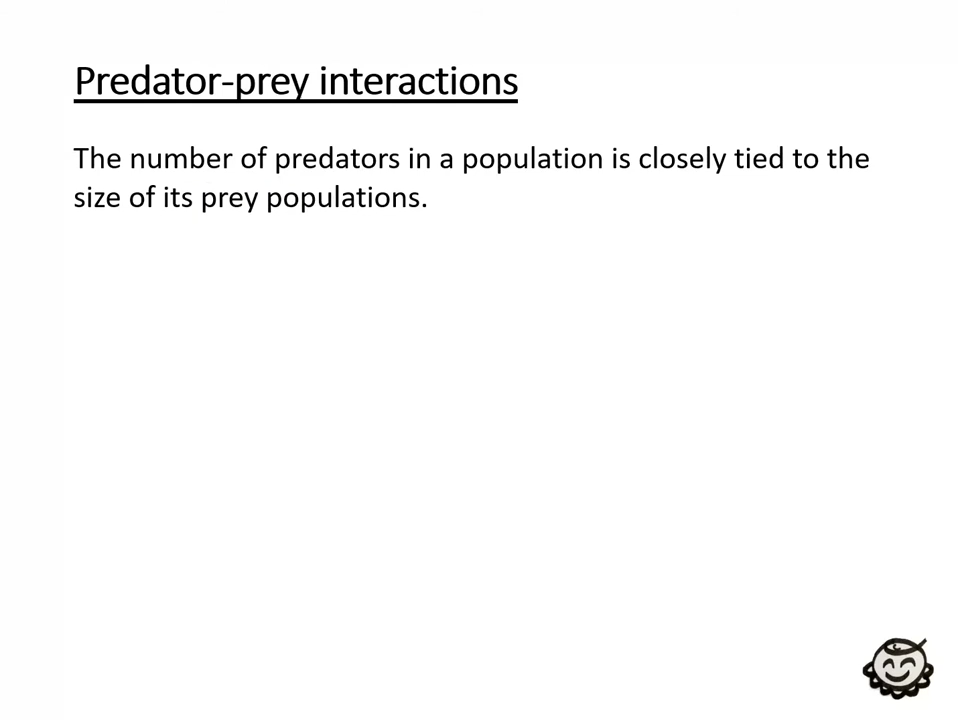 Predator-prey interactions
The number of predators in a population is closely tied to the
size of its prey populations.